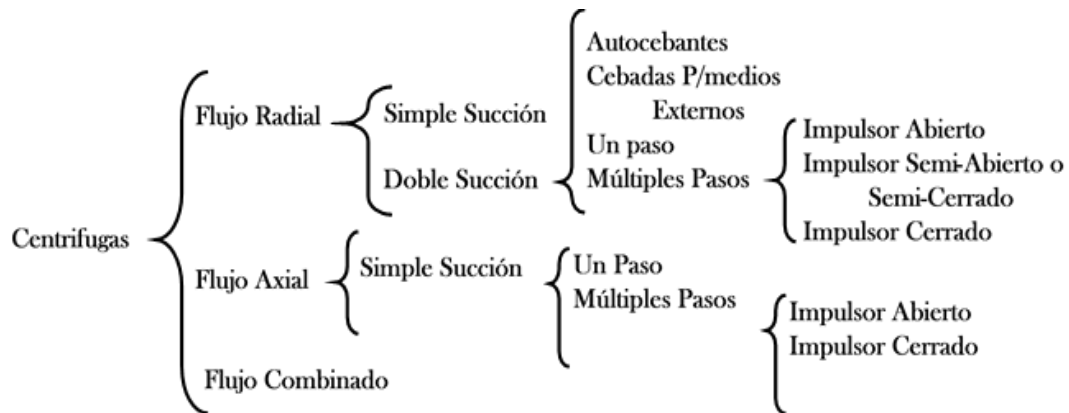 Centrifugas
Flujo Radial
Simple Succión
Doble Succión
Autocebantes
Cebadas P/medios
Externos
Un paso
Múltiples Pasos
Impulsor Abierto
Impulsor Semi-Abierto o
Semi-Cerrado
Impulsor Cerrado
Flujo Axial
Simple Succión
Un Paso
Múltiples Pasos
Impulsor Abierto
Impulsor Cerrado
Flujo Combinado